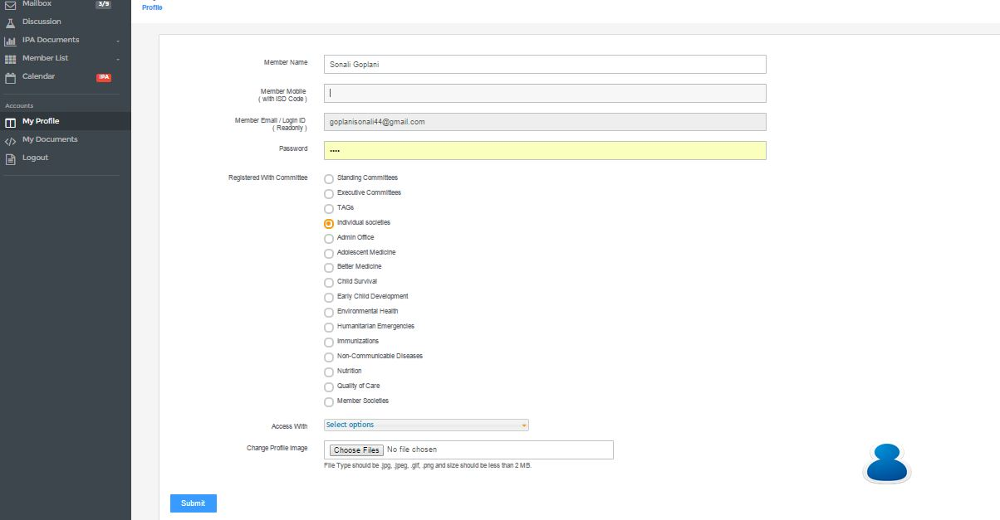 Mailbox 3/9
Profile
Discussion
IPA Documents
Member List
Calendar IPA
Accounts
My Profile
My Documents
Logout
Member Name Sonali Goplani
Member Mobile
( with ISD Code )
Member Email / Login ID
( Readonly )
goplanisonali44@gmail.com
Password ••••
Registered With Committee
Standing Committees
Executive Committees
TAGs
Individual societies
Admin Office
Adolescent Medicine
Better Medicine
Child Survival
Early Child Development
Environmental Health
Humanitarian Emergencies
Immunizations
Non-Communicable Diseases
Nutrition
Quality of Care
Member Societies
Access With Select options
Change Profile Image Choose Files No file chosen
File Type should be .jpg, .jpeg, .gif, .png and size should be less than 2 MB.
Submit